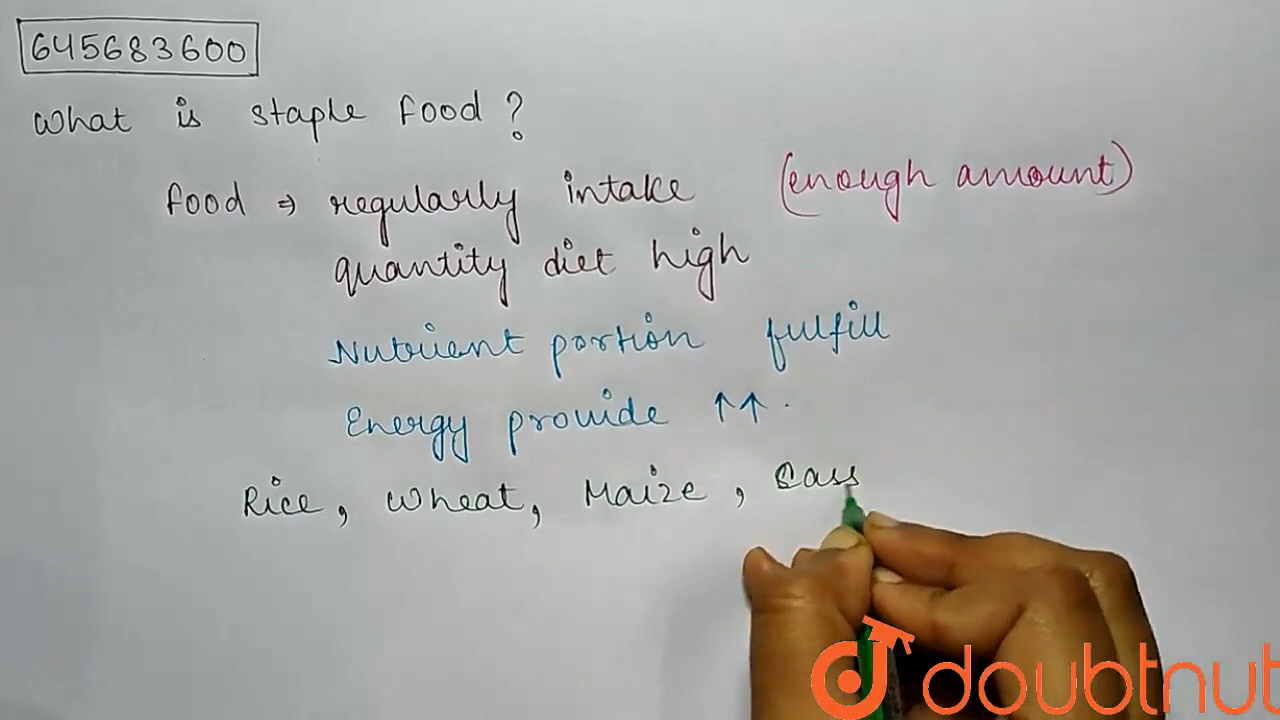 645683600
What is staple food?
food ⇒ regularly intake (enough amount)
quantity diet high
Nutrient portion fulfill
Energy provide ↑↑.
Rice, Wheat, Maize, Cass
doubtnut